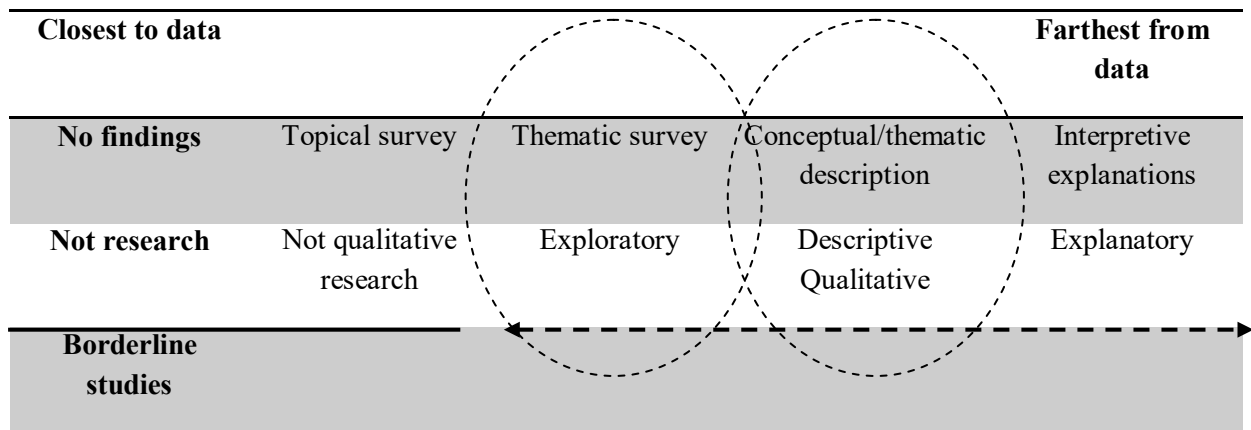 Closest to data Farthest from
data
No findings Topical survey Thematic survey Conceptual/thematic Interpretive
description explanations
Not research Not qualitative Exploratory Descriptive Explanatory
research Qualitative
Borderline
studies